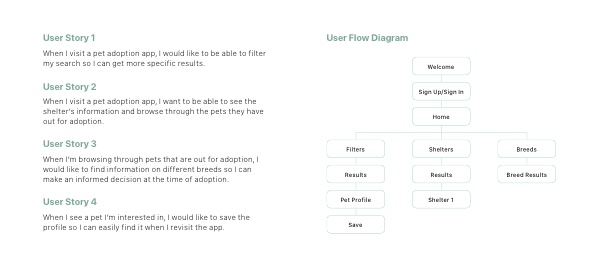 User Story 1
When I visit a pet adoption app, I would like to be able to filter
my search so I can get more specific results.
User Story 2
When I visit a pet adoption app, I want to be able to see the
shelter's information and browse through the pets they have
out for adoption.
User Story 3
When I'm browsing through pets that are out for adoption, I
would like to find information on different breeds so I can
make an informed decision at the time of adoption.
User Story 4
When I see a pet I'm interested in, I would like to save the
profile so I can easily find it when I revisit the app.
User Flow Diagram
Welcome
Sign Up/Sign In
Home
Filters
Shelters
Breeds
Results
Results
Breed Results
Pet Profile
Shelter 1
Save